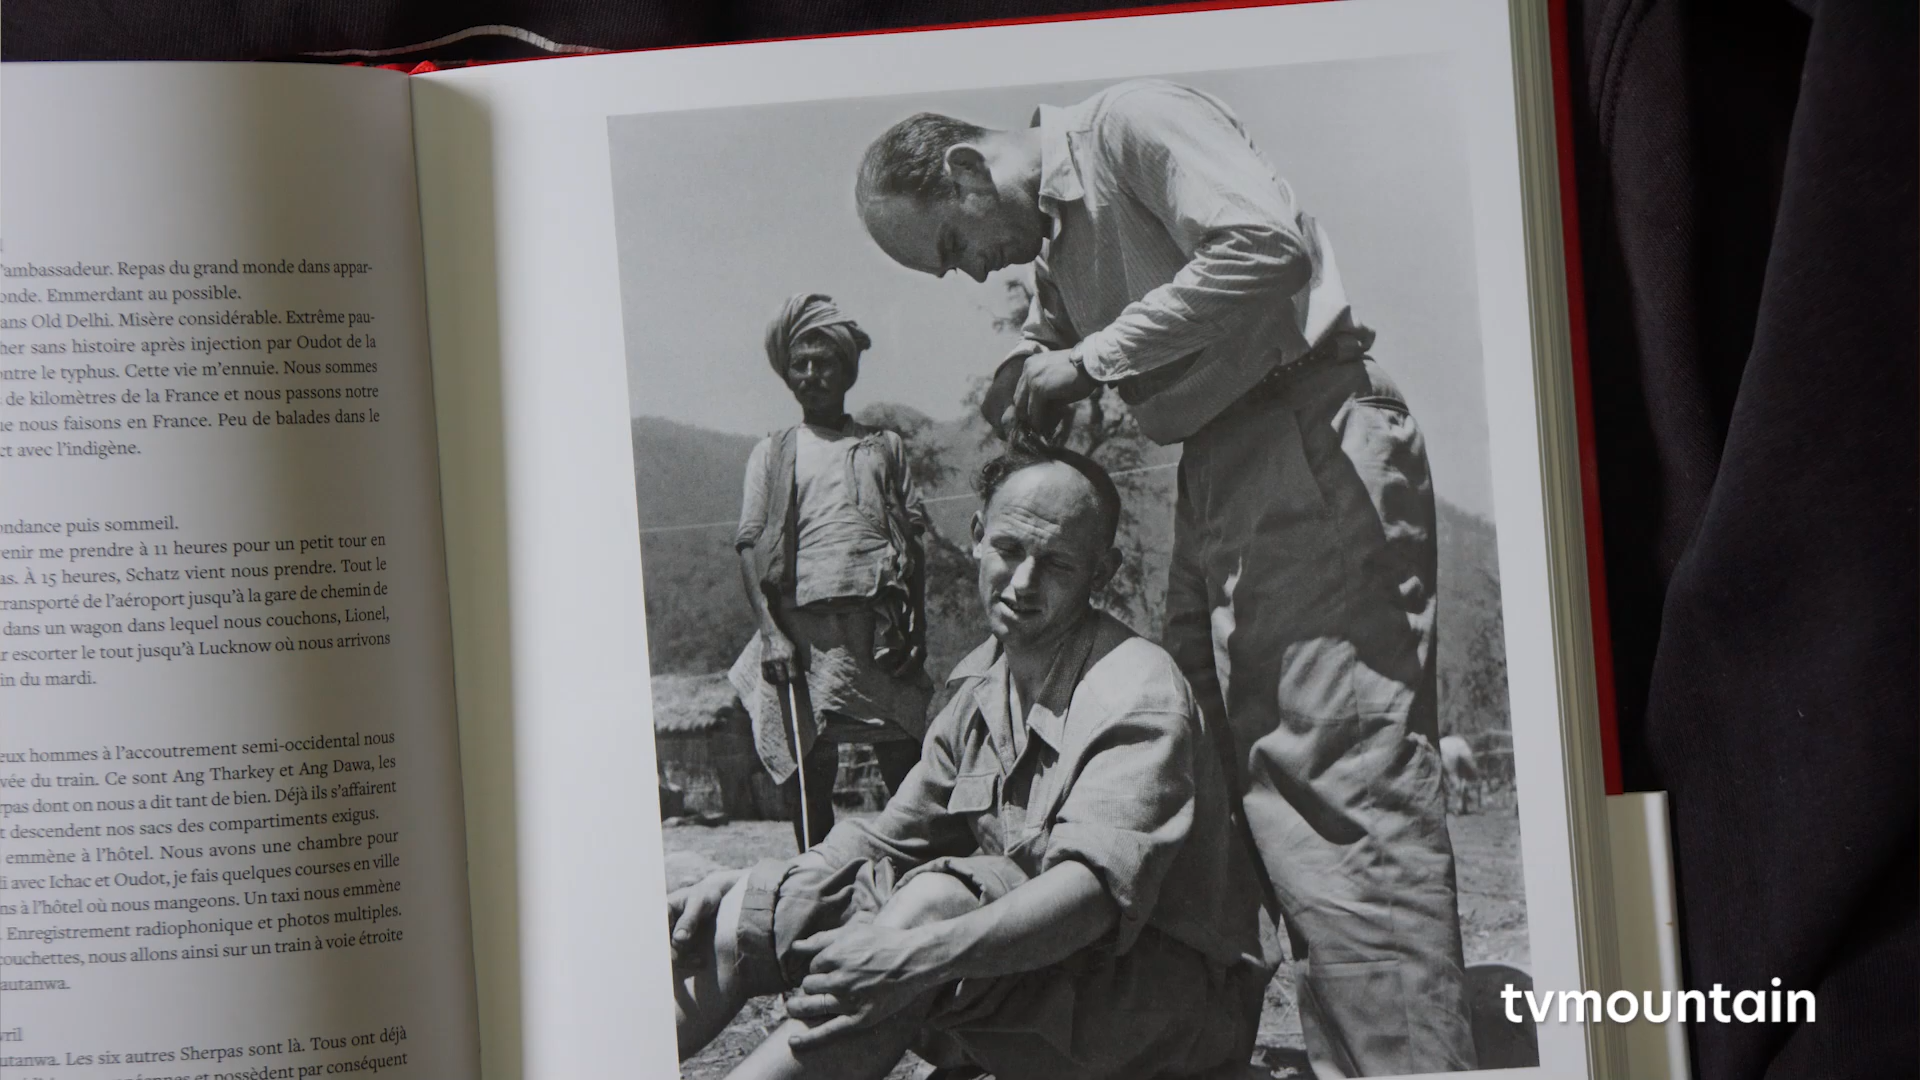 'ambassadeur. Repas du grand monde dans appar-
onde. Emmerdant au possible.
ans Old Delhi. Misère considérable. Extrême pau-
her sans histoire après injection par Oudot de la
ontre le typhus. Cette vie m'ennuie. Nous sommes
de kilomètres de la France et nous passons notre
ue nous faisons en France. Peu de balades dans le
ct avec l'indigène.
ondance puis sommeil.
venir me prendre à 11 heures pour un petit tour en
as. À 15 heures, Schatz vient nous prendre. Tout le
transporté de l'aéroport jusqu'à la gare de chemin de
dans un wagon dans lequel nous couchons, Lionel,
r escorter le tout jusqu'à Lucknow où nous arrivons
in du mardi.
eux hommes à l'accoutrement semi-occidental nous
vée du train. Ce sont Ang Tharkey et Ang Dawa, les
rpas dont on nous a dit tant de bien. Déjà ils s'affairent
t descendent nos sacs des compartiments exigus.
emmène à l'hôtel. Nous avons une chambre pour
di avec Ichac et Oudot, je fais quelques courses en ville
ns à l'hôtel où nous mangeons. Un taxi nous emmène
. Enregistrement radiophonique et photos multiples.
couchettes, nous allons ainsi sur un train à voie étroite
autanwa.
vril
utanwa. Les six autres Sherpas sont là. Tous ont déjà
et possèdent par conséquent
tvmountain